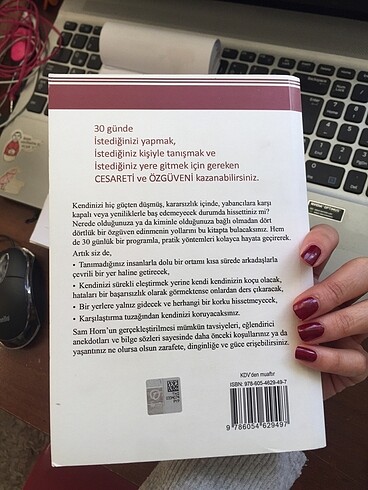 30 günde
İstediğinizi yapmak,
İstediğiniz kişiyle tanışmak ve
İstediğiniz yere gitmek için gereken
CESARETİ ve ÖZGÜVENİ kazanabilirsiniz.
Kendinizi hiç güçten düşmüş, kararsızlık içinde, yabancılara karşı
kapalı veya yeniliklerle baş edemeyecek durumda hissettiniz mi?
Nerede olduğunuza ya da kiminle olduğunuza bağlı olmadan dört
dörtlük bir özgüven edinmenin yollarını bu kitapta bulacaksınız. Hem
de 30 günlük bir programla, pratik yöntemleri kolayca hayata geçirerek.
Artık siz de,
• Tanımadığınız insanlarla dolu bir ortamı kısa sürede arkadaşlarla
çevrili bir yer haline getirecek,
• Kendinizi sürekli eleştirmek yerine kendi kendinizin koçu olacak,
hataları bir başarısızlık olarak görmektense onlardan ders çıkaracak,
• Bir yerlere yalnız gidecek ve herhangi bir korku hissetmeyecek,
• Karşılaştırma tuzağından kendinizi koruyacaksınız.
Sam Horn'un gerçekleştirilmesi mümkün tavsiyeleri, eğlendirici
anekdotları ve bilge sözleri sayesinde daha önceki koşullarınız ya da
yaşantınız ne olursa olsun zarafete, dinginliğe ve güce erişebilirsiniz.
KDV'den muaftır
ISBN: 978-605-4629-49-7
9 786054 629497